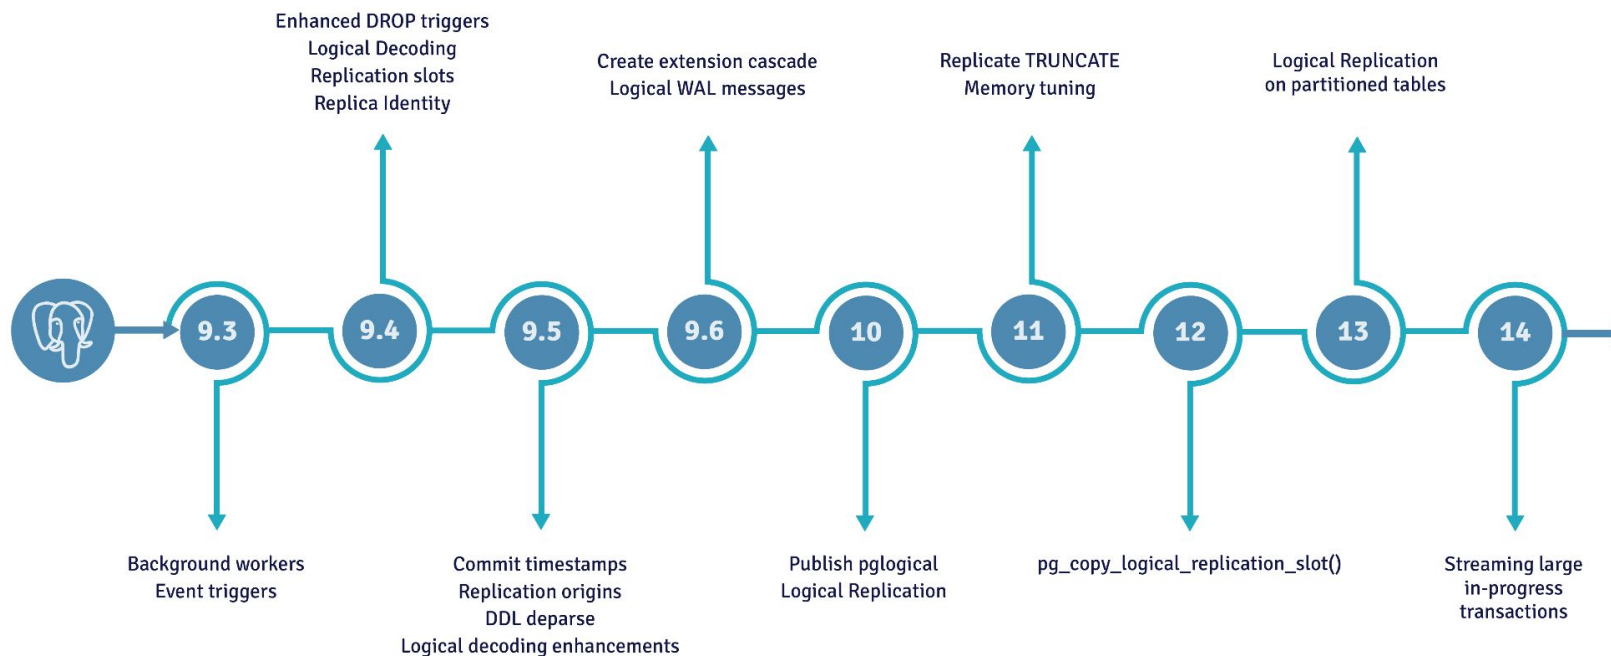 Enhanced DROP triggers
Logical Decoding
Replication slots
Replica Identity
Create extension cascade
Logical WAL messages
Replicate TRUNCATE
Memory tuning
Logical Replication
on partitioned tables
9.3
9.4
9.5
9.6
10
11
12
13
14
Background workers
Event triggers
Commit timestamps
Replication origins
DDL deparse
Logical decoding enhancements
Publish pglogical
Logical Replication
pg_copy_logical_replication_slot()
Streaming large
in-progress
transactions